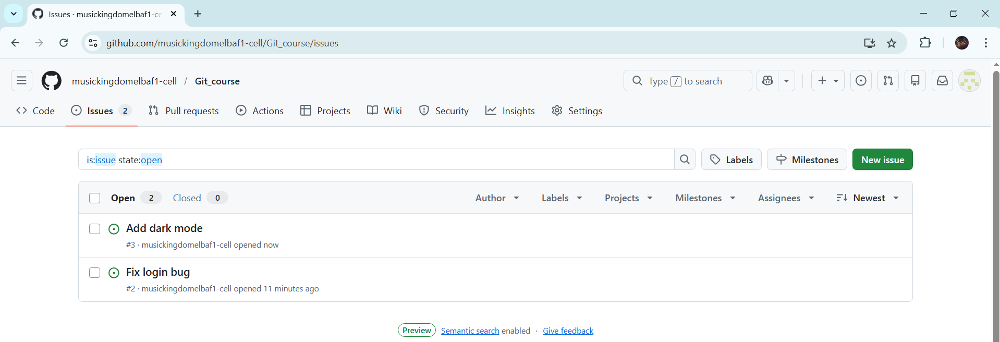 Issues · musickingdomelbaf1-ce
github.com/musickingdomelbaf1-cell/Git_course/issues
musickingdomelbaf1-cell / Git_course
Type / to search
Code Issues 2 Pull requests Actions Projects Wiki Security Insights Settings
is:issue state:open
Labels Milestones New issue
Open 2 Closed 0 Author Labels Projects Milestones Assignees Newest
Add dark mode
#3 · musickingdomelbaf1-cell opened now
Fix login bug
#2 · musickingdomelbaf1-cell opened 11 minutes ago
Preview Semantic search enabled · Give feedback